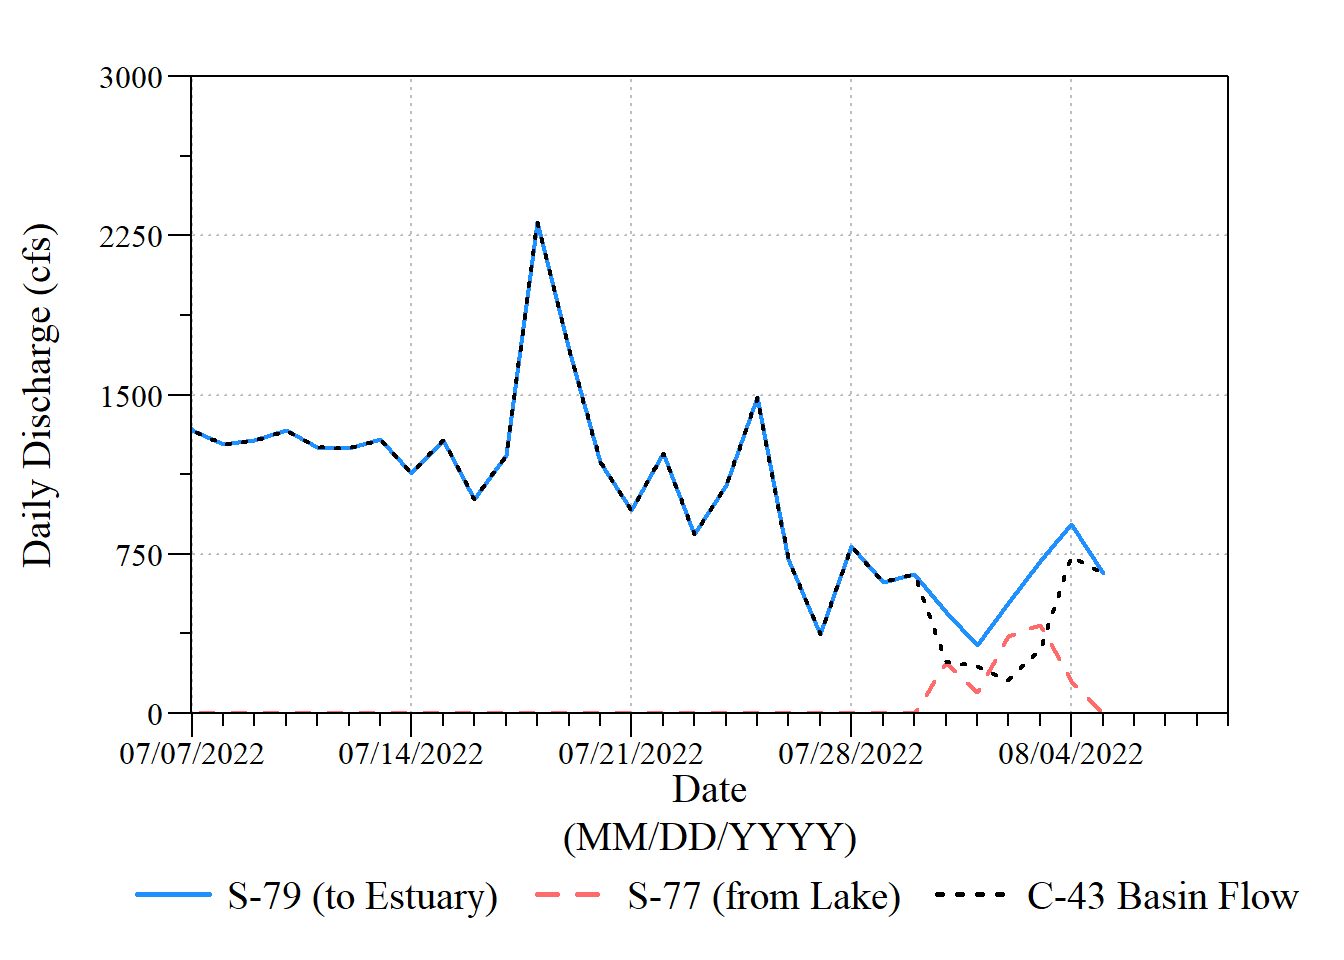 3000
2250
1500
750
0
Daily Discharge (cfs)
07/07/2022 07/14/2022 07/21/2022 07/28/2022 08/04/2022
Date
(MM/DD/YYYY)
S-79 (to Estuary) S-77 (from Lake) C-43 Basin Flow